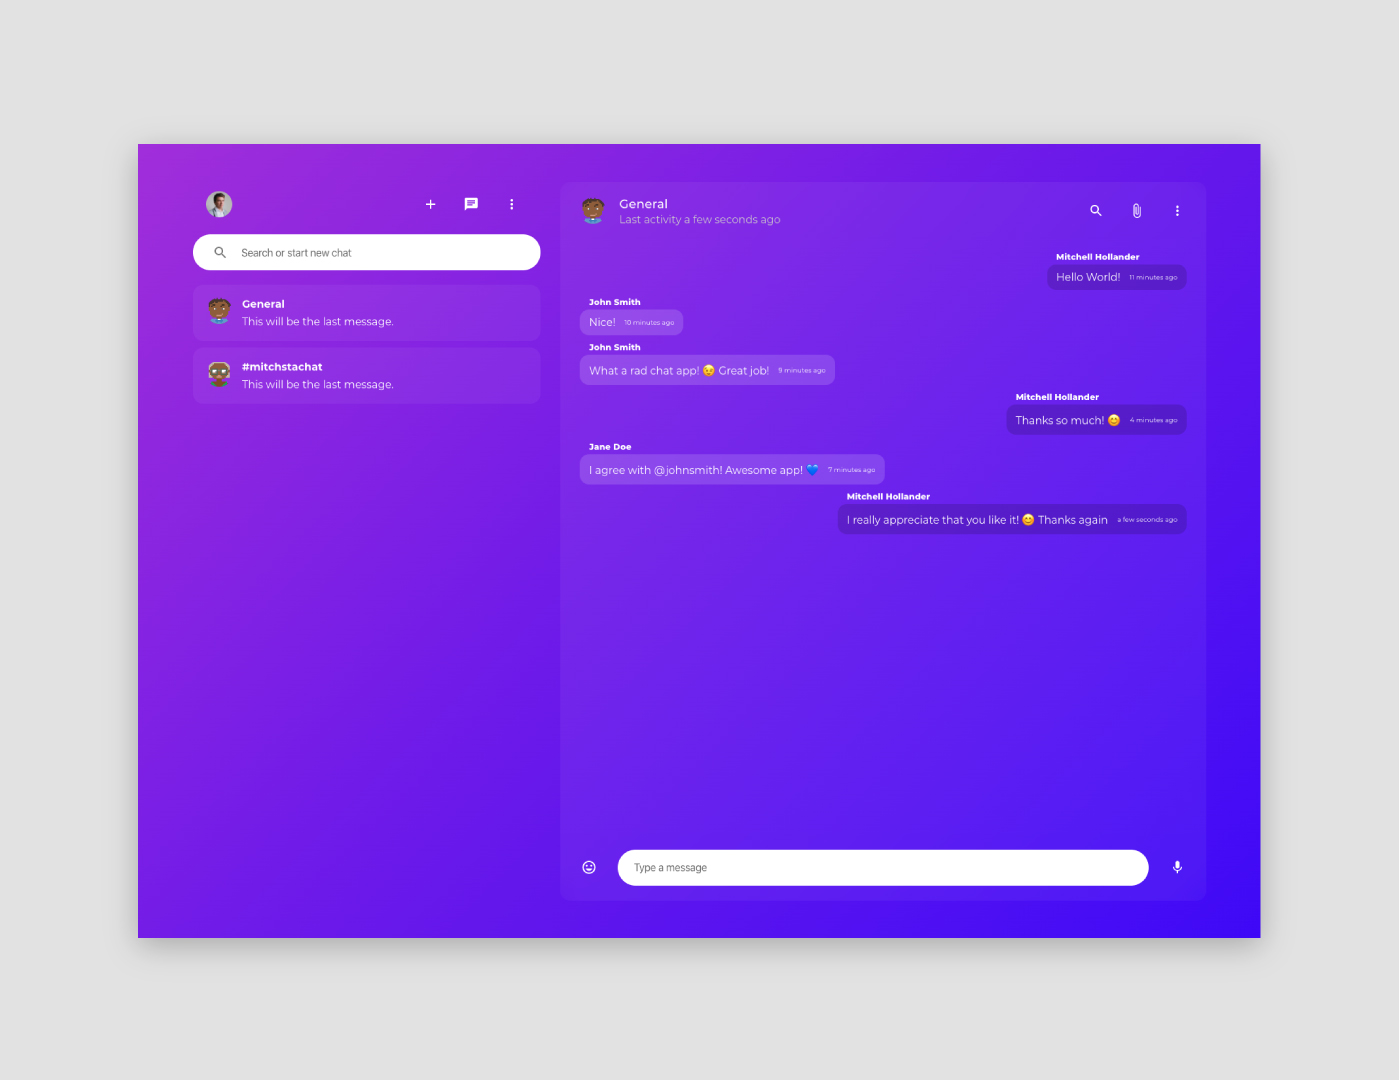 Search or start new chat
General
This will be the last message.
#mitchstachat
This will be the last message.
General
Last activity a few seconds ago
Mitchell Hollander
Hello World! 11 minutes ago
John Smith
Nice! 10 minutes ago
John Smith
What a rad chat app! 😉 Great job! 9 minutes ago
Mitchell Hollander
Thanks so much! 😊 4 minutes ago
Jane Doe
I agree with @johnsmith! Awesome app! 💙 7 minutes ago
Mitchell Hollander
I really appreciate that you like it! 😊 Thanks again a few seconds ago
Type a message